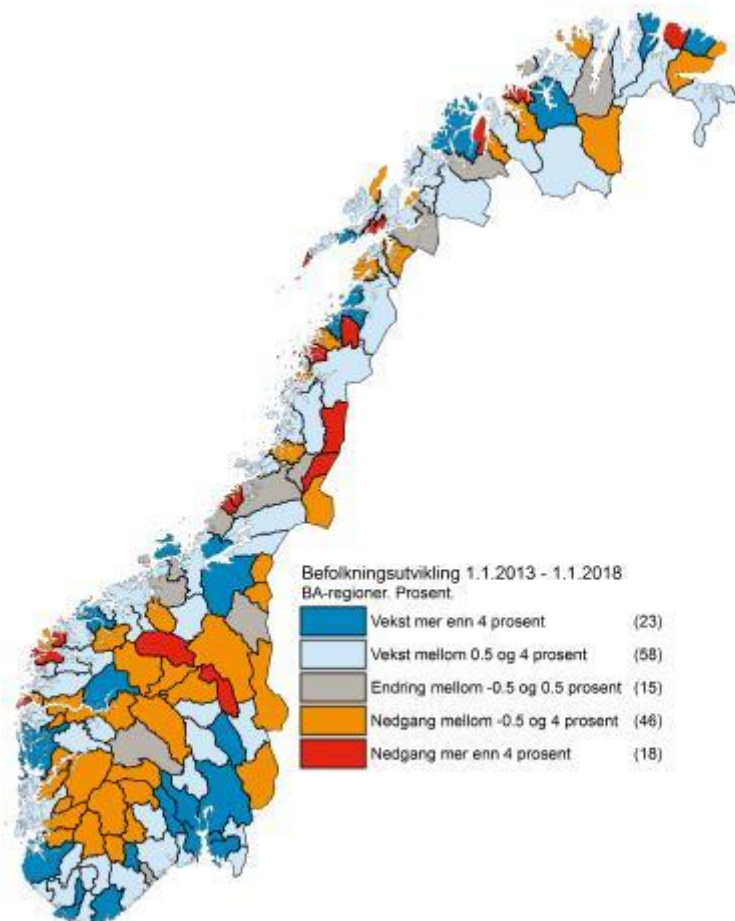 Befolkningsutvikling 1.1.2013 - 1.1.2018
BA-regioner. Prosent.
Vekst mer enn 4 prosent (23)
Vekst mellom 0.5 og 4 prosent (58)
Endring mellom -0.5 og 0.5 prosent (15)
Nedgang mellom -0.5 og 4 prosent (46)
Nedgang mer enn 4 prosent (18)